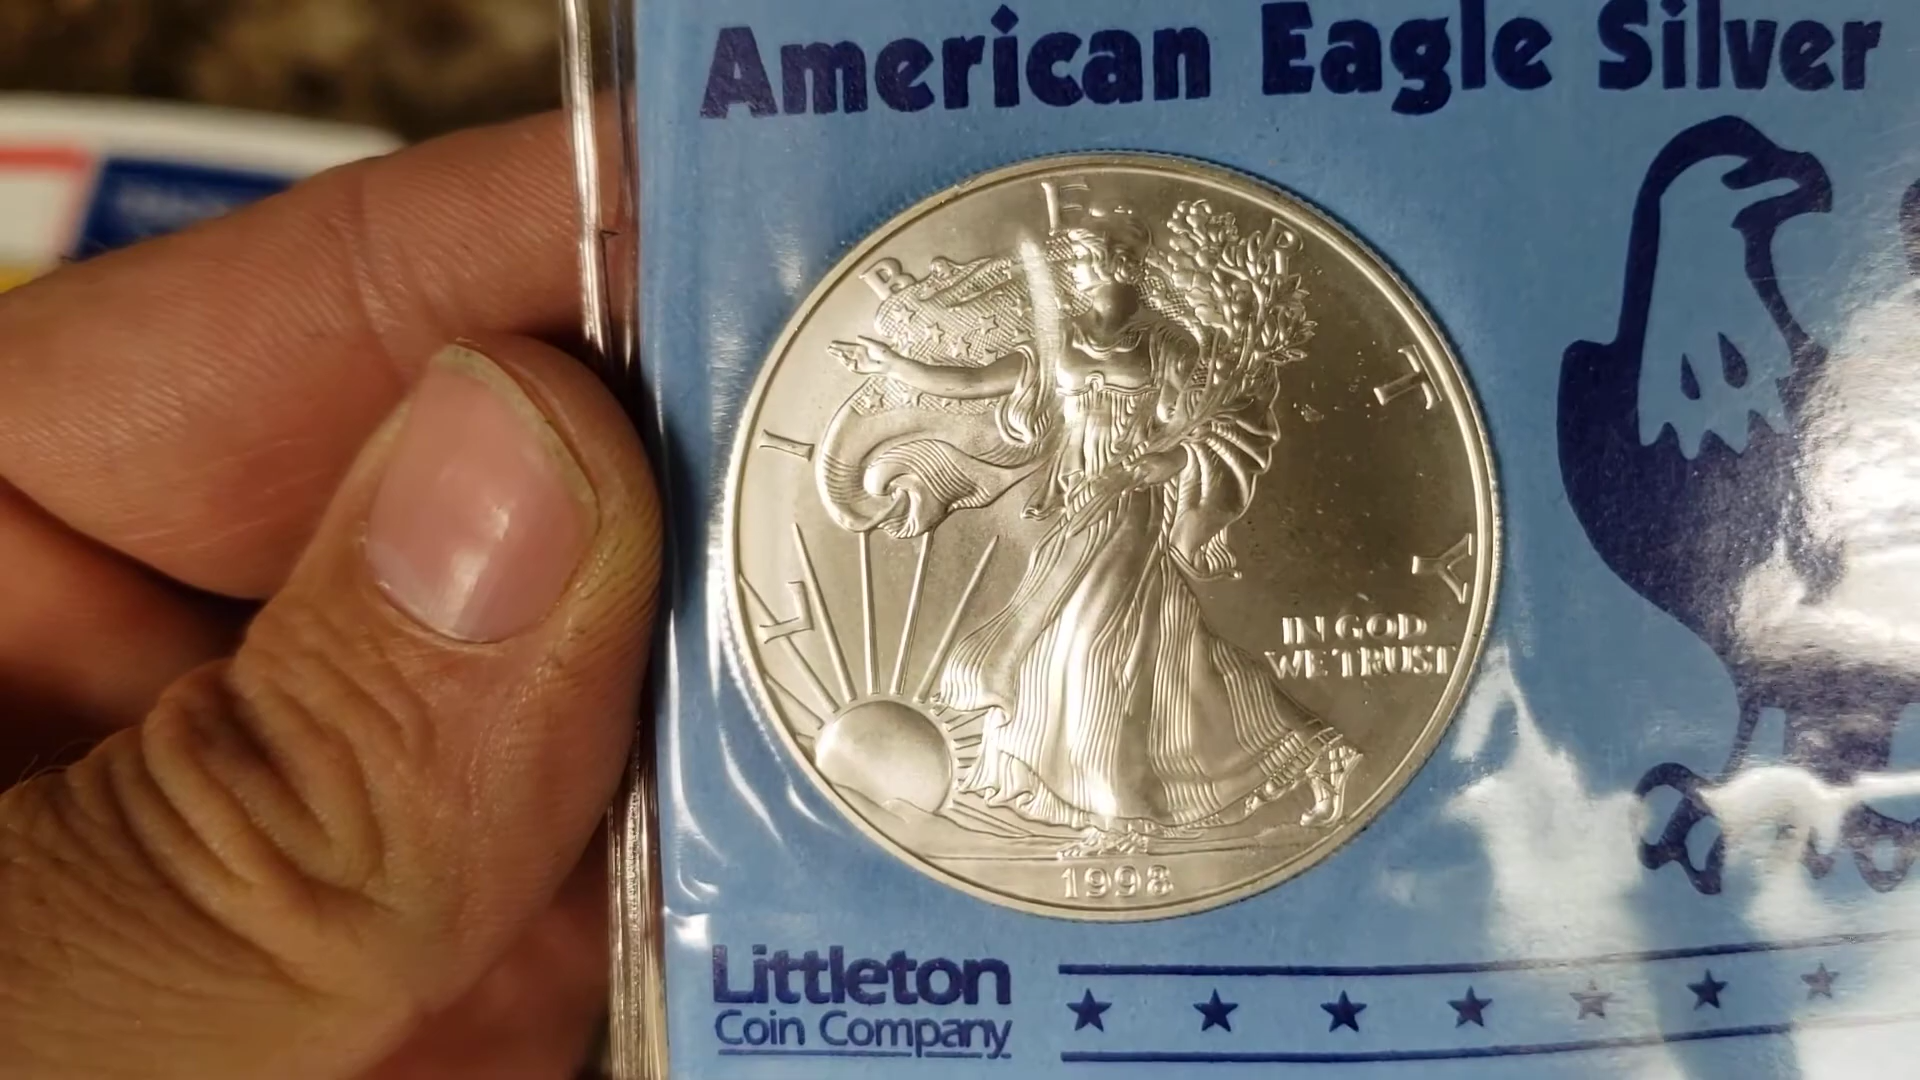 American Eagle Silver
LIBERTY
IN GOD
WE TRUST
1998
Littleton
Coin Company